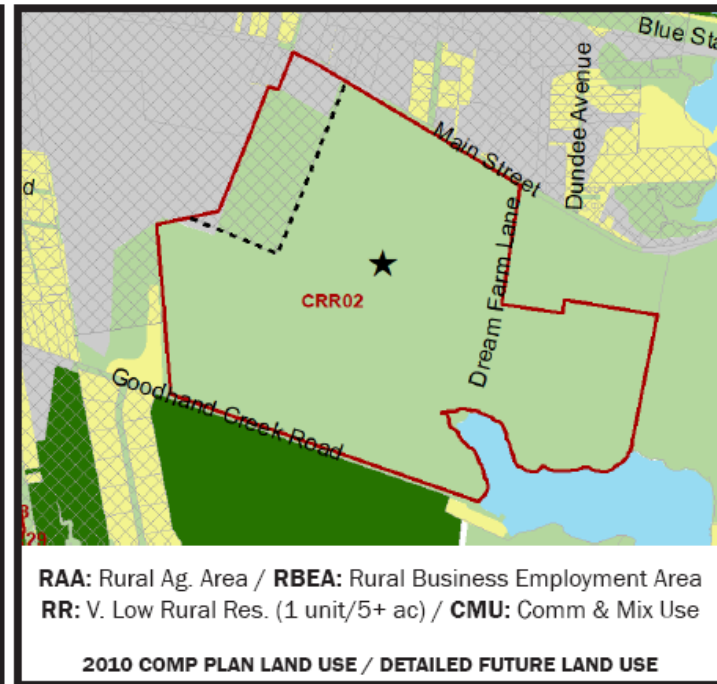 Blue Sta
Dundee Avenue
Main Street
d
Dream Farm Lane
CRR02
Goodhand Creek Road
29
RAA: Rural Ag. Area / RBEA: Rural Business Employment Area
RR: V. Low Rural Res. (1 unit/5+ ac) / CMU: Comm & Mix Use
2010 COMP PLAN LAND USE / DETAILED FUTURE LAND USE